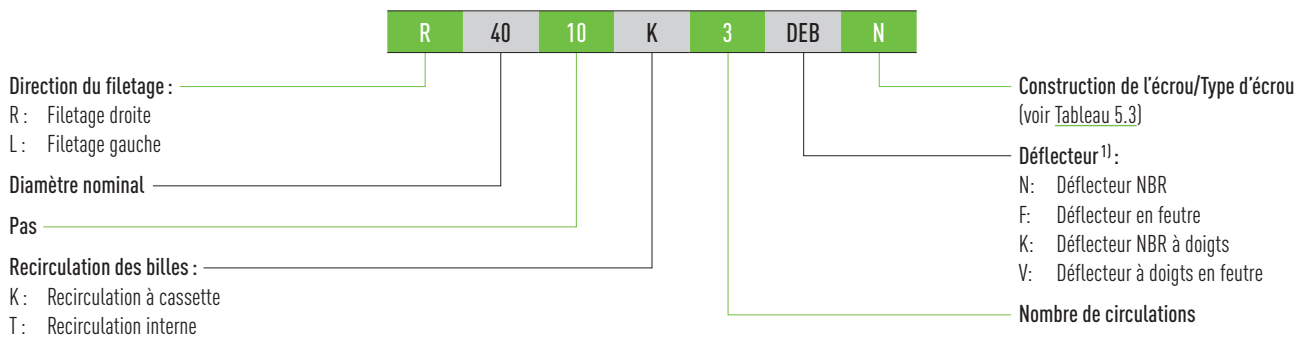 R 40 10 K 3 DEB N
Direction du filetage :
R : Filetage droite
L : Filetage gauche
Diamètre nominal
Pas
Recirculation des billes :
K : Recirculation à cassette
T : Recirculation interne
Construction de l'écrou/Type d'écrou
(voir Tableau 5.3)
Déflecteur 1) :
N: Déflecteur NBR
F: Déflecteur en feutre
K: Déflecteur NBR à doigts
V: Déflecteur à doigts en feutre
Nombre de circulations